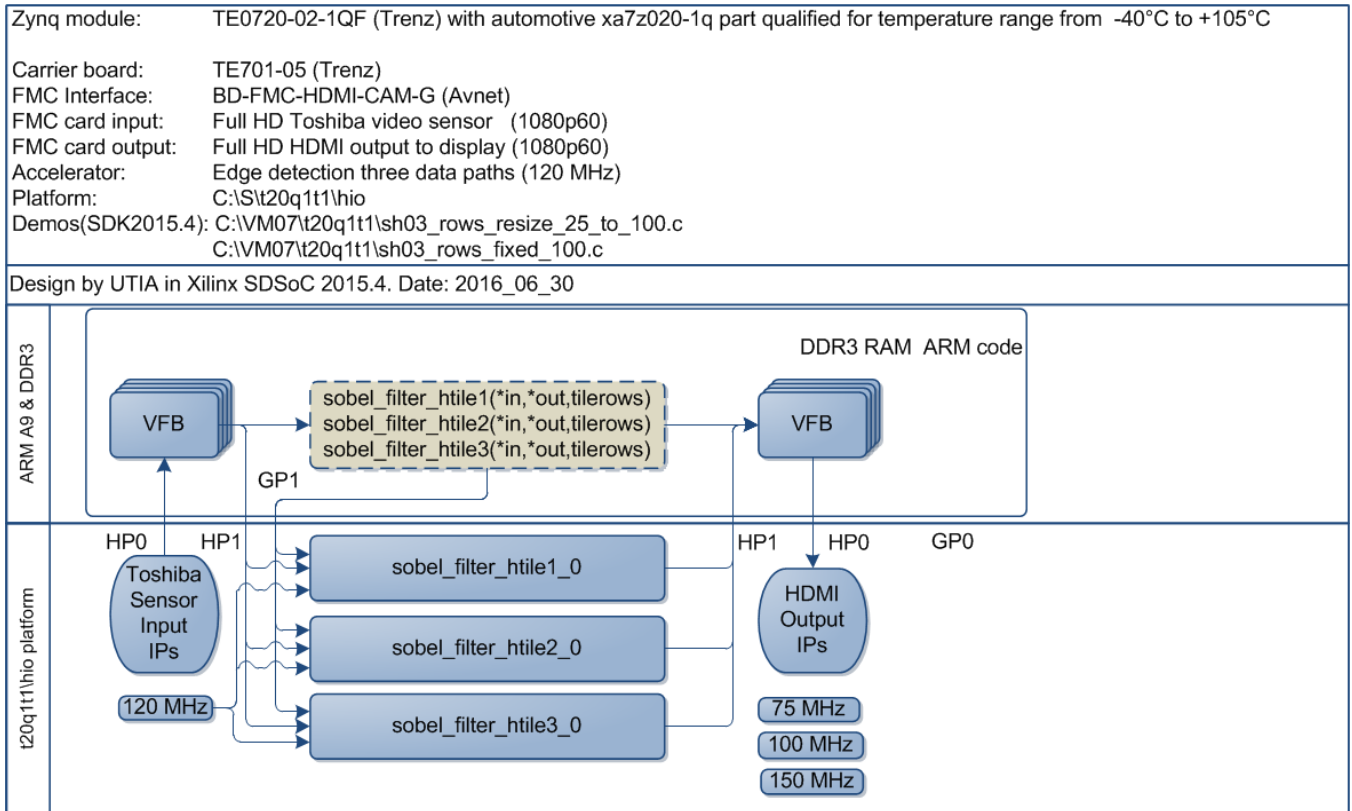 Zynq module: TE0720-02-1QF (Trenz) with automotive xa7z020-1q part qualified for temperature range from -40°C to +105°C
Carrier board: TE701-05 (Trenz)
FMC Interface: BD-FMC-HDMI-CAM-G (Avnet)
FMC card input: Full HD Toshiba video sensor (1080p60)
FMC card output: Full HD HDMI output to display (1080p60)
Accelerator: Edge detection three data paths (120 MHz)
Platform: C:\S\t20q1t1\hio
Demos(SDK2015.4): C:\VM07\t20q1t1\sh03_rows_resize_25_to_100.c
C:\VM07\t20q1t1\sh03_rows_fixed_100.c
Design by UTIA in Xilinx SDSoC 2015.4. Date: 2016_06_30
ARM A9 & DDR3
DDR3 RAM ARM code
VFB
sobel_filter_htile1(*in,*out,tilerows)
sobel_filter_htile2(*in,*out,tilerows)
sobel_filter_htile3(*in,*out,tilerows)
VFB
GP1
t20q1t1\hio platform
HP0
HP1
HP1
HP0
GP0
Toshiba
Sensor
Input
IPs
120 MHz
sobel_filter_htile1_0
sobel_filter_htile2_0
sobel_filter_htile3_0
HDMI
Output
IPs
75 MHz
100 MHz
150 MHz